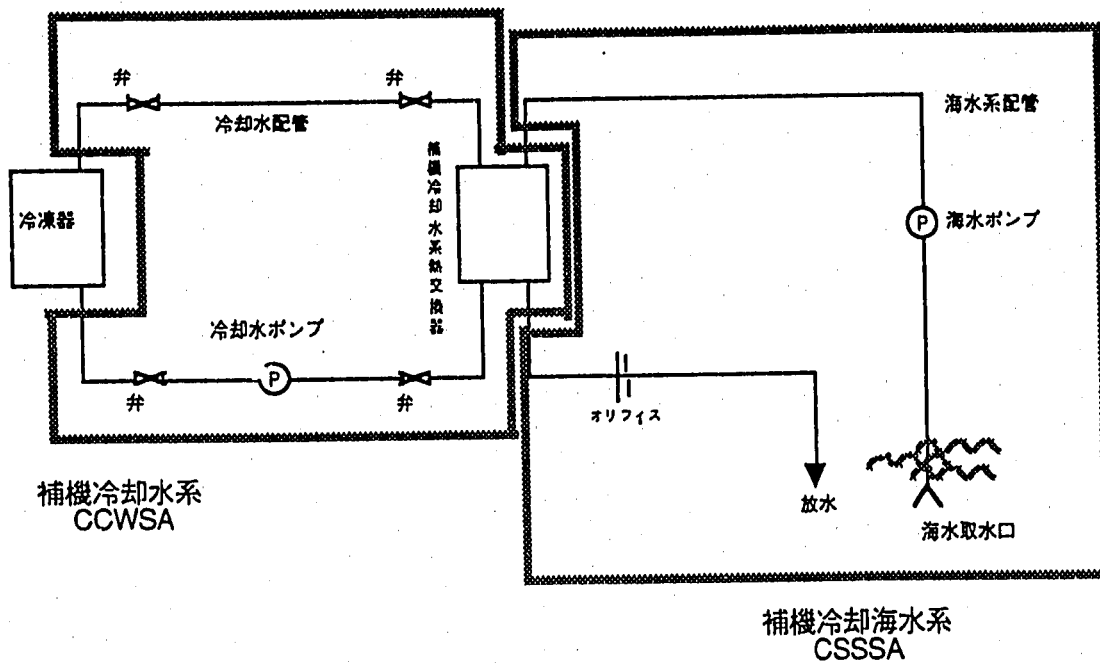 弁
弁
冷却水配管
海水系配管
補機冷却水系熱交換器
冷凍器
P
海水ポンプ
冷却水ポンプ
P
弁
弁
オリフィス
放水
海水取水口
補機冷却水系
CCWSA
補機冷却海水系
CSSSA